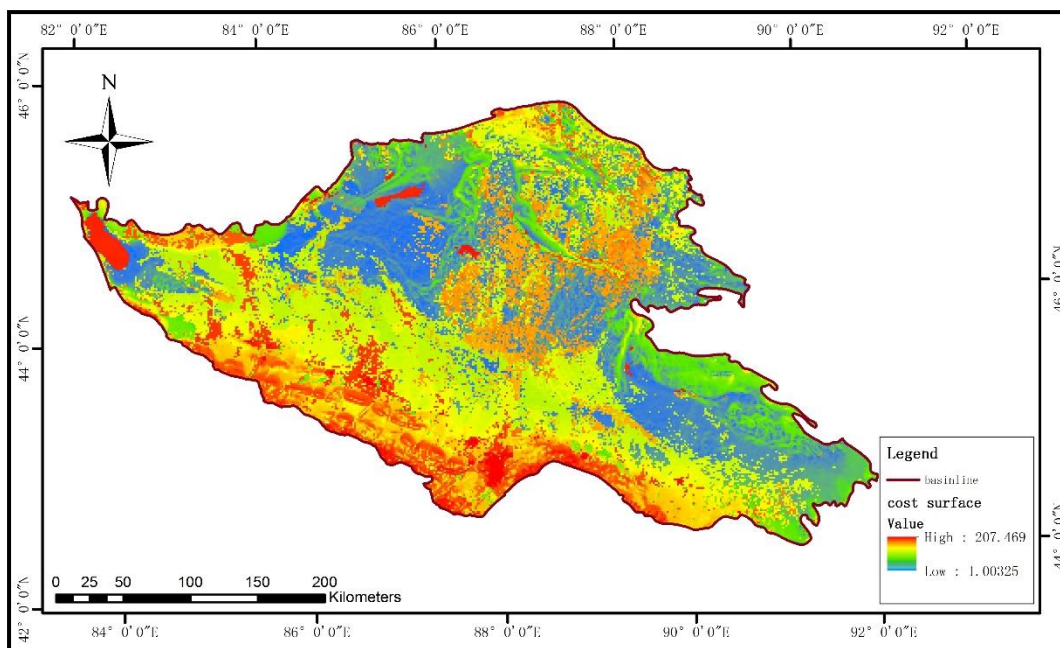 82° 0′0″E 84° 0′0″E 86° 0′0″E 88° 0′0″E 90° 0′0″E 92° 0′0″E
46° 0′0″N
N
46° 0′0″N
44° 0′0″N
Legend
basinline
cost surface
Value
High : 207.469
Low : 1.00325
44° 0′0″N
0 25 50 100 150 200
Kilometers
42° 0′0″N
84° 0′0″E 86° 0′0″E 88° 0′0″E 90° 0′0″E 92° 0′0″E